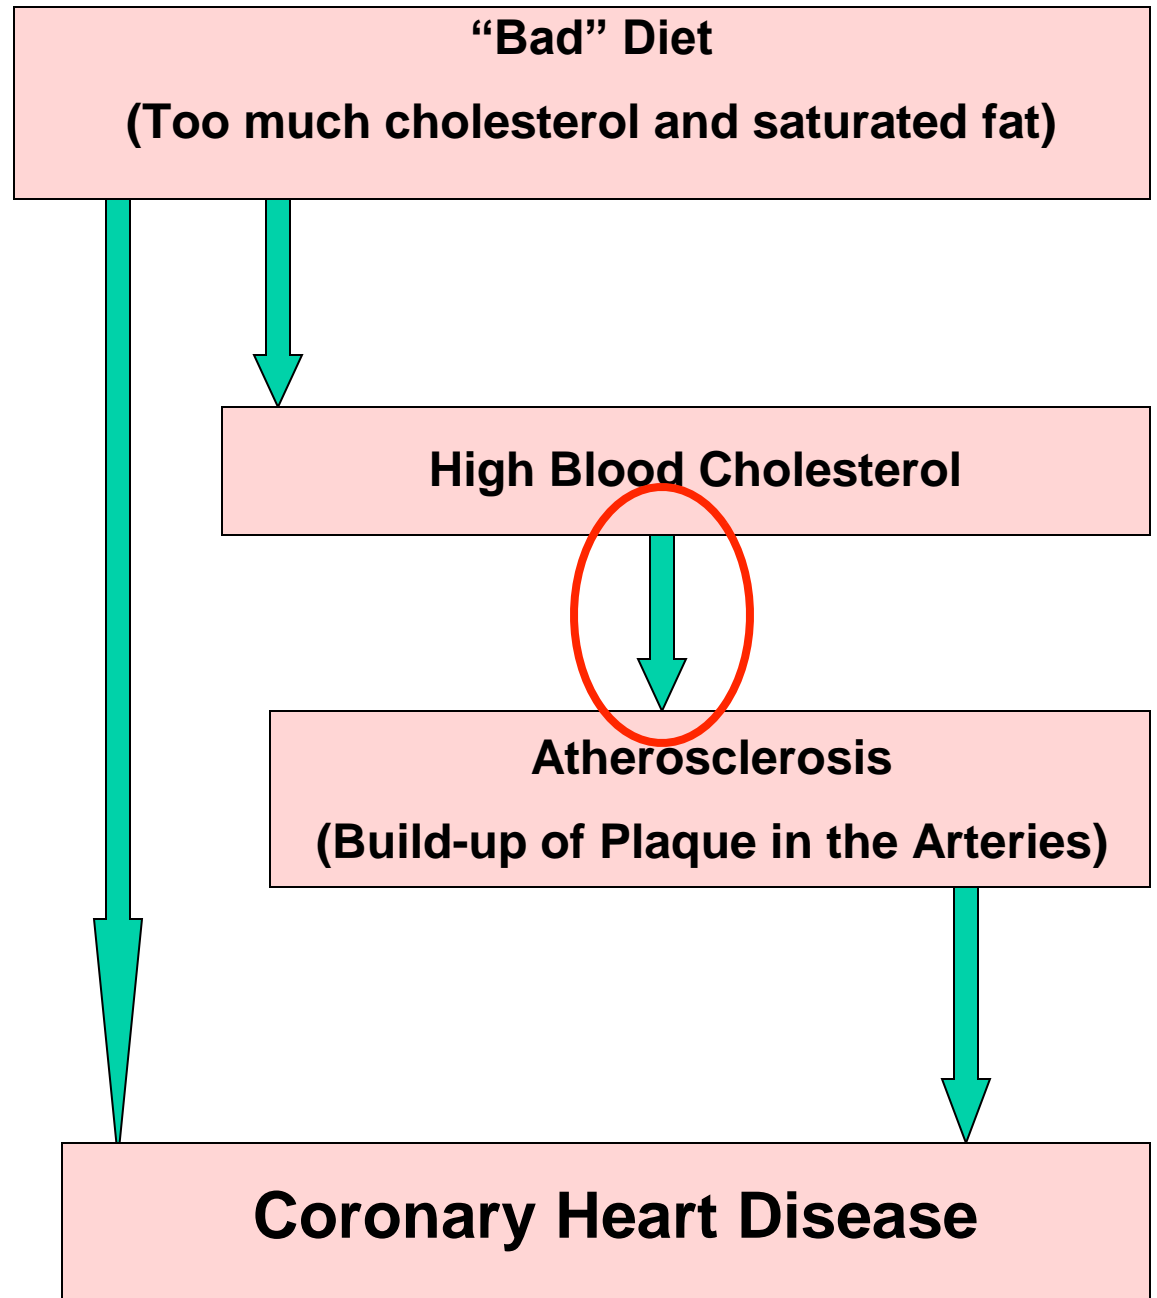 “Bad” Diet
(Too much cholesterol and saturated fat)
High Blood Cholesterol
Atherosclerosis
(Build-up of Plaque in the Arteries)
Coronary Heart Disease